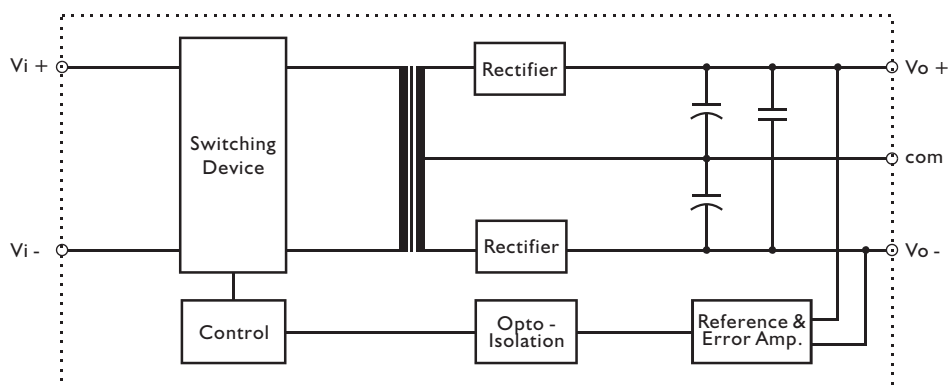 Vi +
Rectifier
Vo +
Switching
Device
com
Vi -
Rectifier
Vo -
Control
Opto -
Isolation
Reference &
Error Amp.